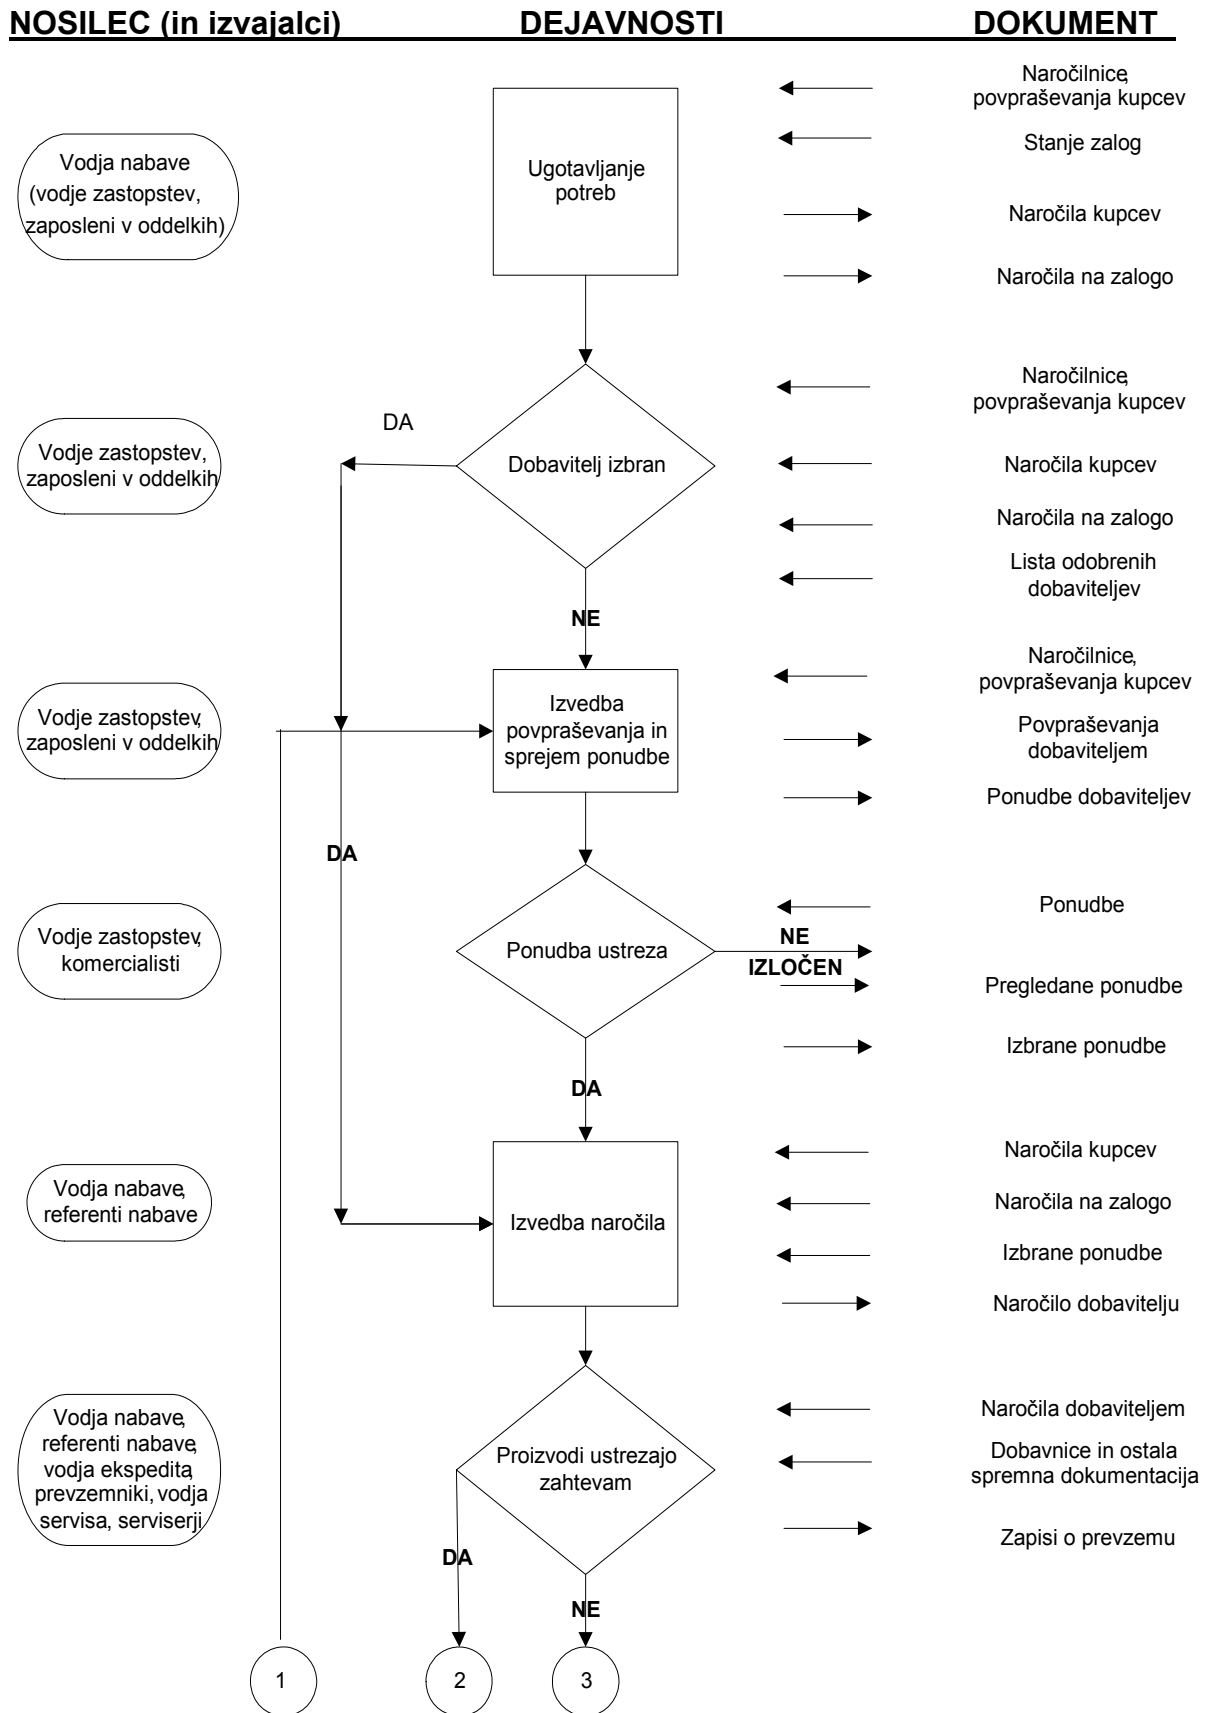 NOSILEC (in izvajalci) DEJAVNOSTI DOKUMENT
Naročilnice,
povpraševanja kupcev
Stanje zalog
Vodja nabave
(vodje zastopstev,
zaposleni v oddelkih)
Ugotavljanje
potreb
Naročila kupcev
Naročila na zalogo
Naročilnice,
povpraševanja kupcev
DA
Vodje zastopstev,
zaposleni v oddelkih
Dobavitelj izbran
Naročila kupcev
Naročila na zalogo
Lista odobrenih
dobaviteljev
NE
Naročilnice,
povpraševanja kupcev
Vodje zastopstev,
zaposleni v oddelkih
Izvedba
povpraševanja in
sprejem ponudbe
Povpraševanja
dobaviteljem
Ponudbe dobaviteljev
DA
Ponudbe
Vodje zastopstev,
komercialisti
Ponudba ustreza
NE
IZLOČEN
Pregledane ponudbe
Izbrane ponudbe
DA
Naročila kupcev
Vodja nabave,
referenti nabave
Izvedba naročila
Naročila na zalogo
Izbrane ponudbe
Naročilo dobavitelju
Vodja nabave,
referenti nabave,
vodja ekspedita,
prevzemniki, vodja
servisa, serviserji
Proizvodi ustrezajo
zahtevam
Naročila dobaviteljem
Dobavnice in ostala
spremna dokumentacija
Zapisi o prevzemu
DA
NE
1
2
3